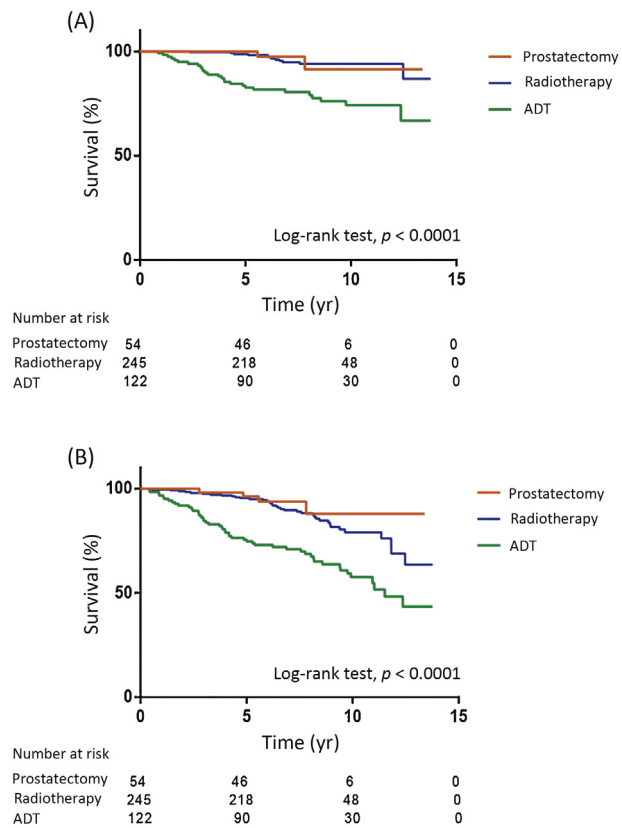 (A)
100
50
0
Survival (%)
Prostatectomy
Radiotherapy
ADT
Log-rank test, p < 0.0001
0 5 10 15
Time (yr)
Number at risk
Prostatectomy 54 46 6 0
Radiotherapy 245 218 48 0
ADT 122 90 30 0
(B)
100
50
0
Survival (%)
Prostatectomy
Radiotherapy
ADT
Log-rank test, p < 0.0001
0 5 10 15
Time (yr)
Number at risk
Prostatectomy 54 46 6 0
Radiotherapy 245 218 48 0
ADT 122 90 30 0